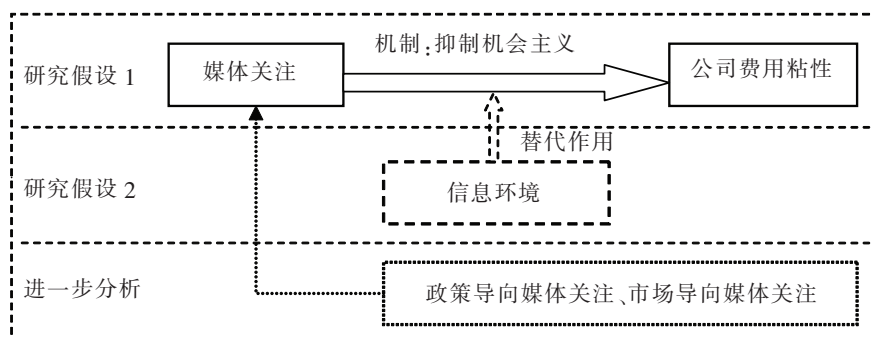 机制:抑制机会主义
研究假设 1
媒体关注
公司费用粘性
替代作用
研究假设 2
信息环境
进一步分析
政策导向媒体关注、市场导向媒体关注